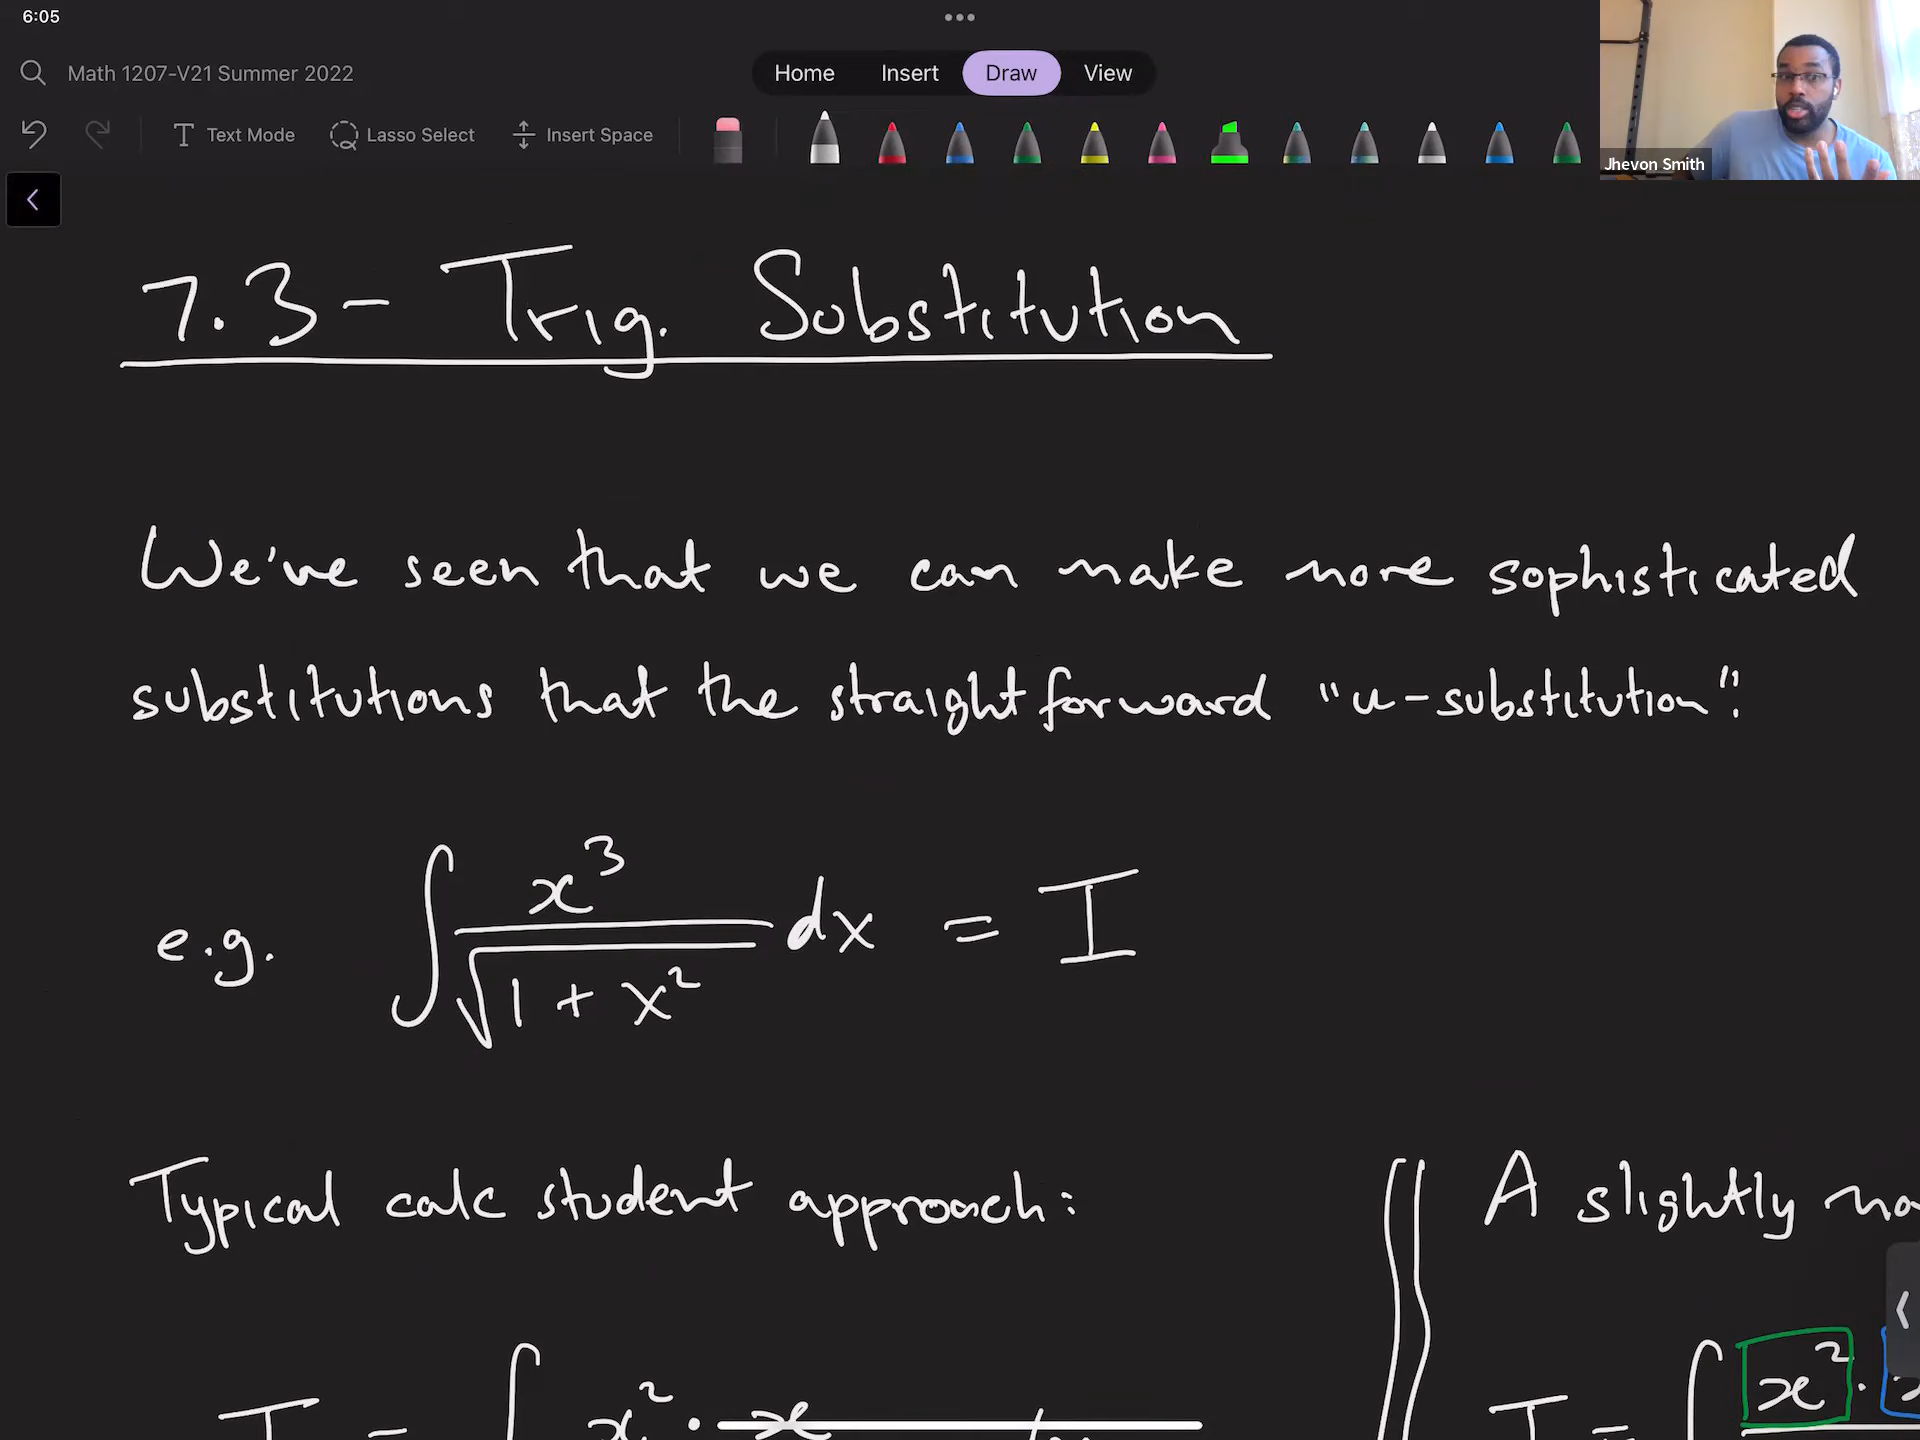 6:05
Math 1207-V21 Summer 2022
Home Insert Draw View
Text Mode Lasso Select Insert Space
Jhevon Smith
7.3 - Trig. Substitution
We've seen that we can make more sophisticated
substitutions that the straightforward "u-substitution".
e.g. ∫ x³/√(1 + x²) dx = I
Typical calc student approach:
A slightly
I = ∫ x² · x
I = ∫ x² ·